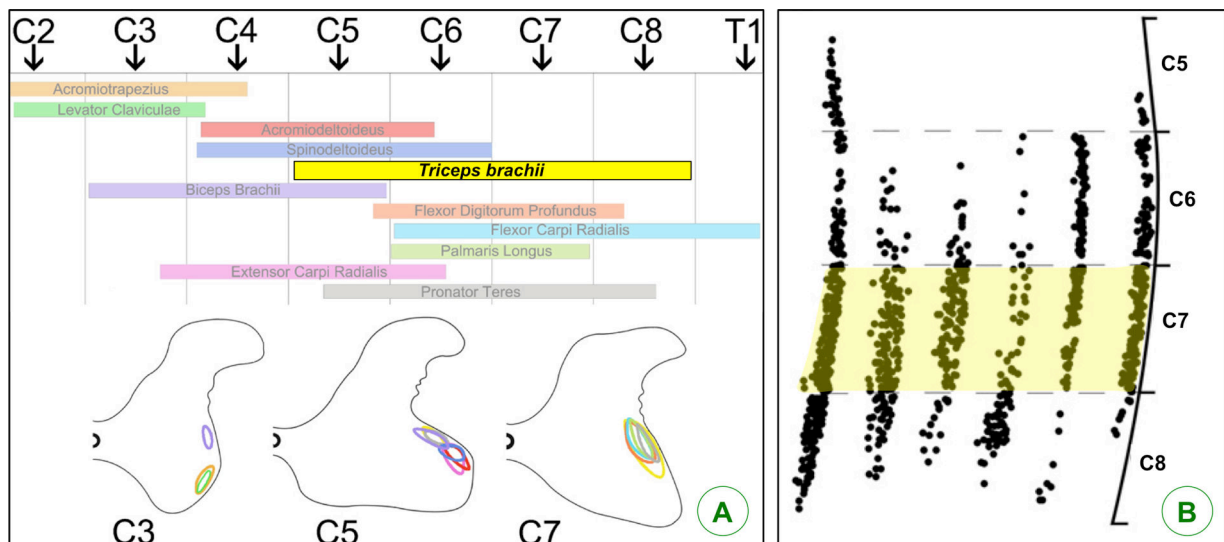 C2 C3 C4 C5 C6 C7 C8 T1
Acromiotrapezius
Levator Claviculae
Acromiodeltoideus
Spinodeltoideus
Triceps brachii
Biceps Brachii
Flexor Digitorum Profundus
Flexor Carpi Radialis
Palmaris Longus
Extensor Carpi Radialis
Pronator Teres
C3 C5 C7
A
C5
C6
C7
C8
B